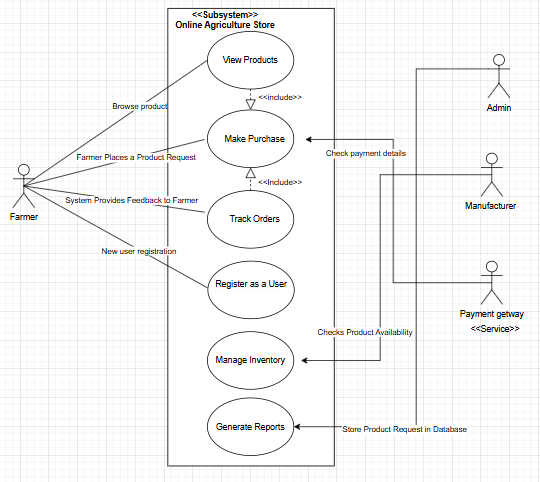 <<Subsystem>>
Online Agriculture Store
View Products
<<include>>
Browse product
Admin
Make Purchase
Check payment details
Farmer Places a Product Request
<<Include>>
System Provides Feedback to Farmer
Manufacturer
Farmer
Track Orders
New user registration
Register as a User
Payment getway
<<Service>>
Checks Product Availability
Manage Inventory
Generate Reports
Store Product Request in Database